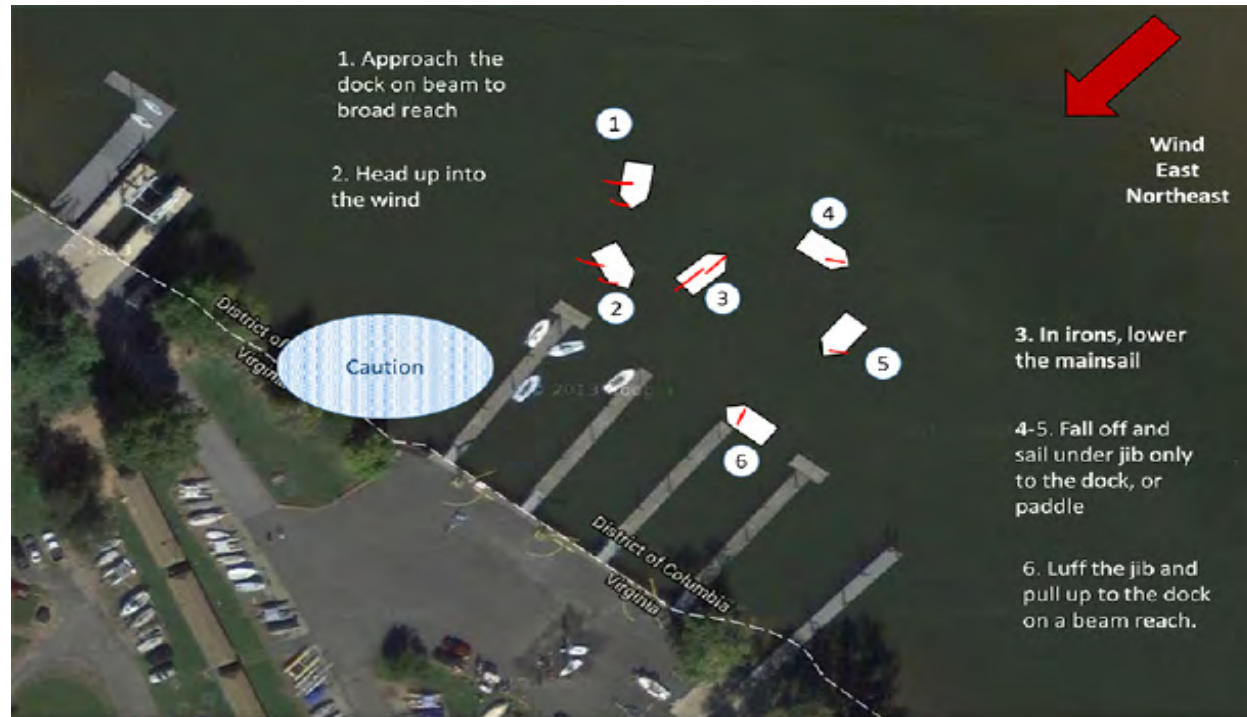 1. Approach the
dock on beam to
broad reach
2. Head up into
the wind
Wind
East
Northeast
1
2
3
4
5
6
Caution
District of
Virginia
2013
District of Columbia
Virginia
3. In irons, lower
the mainsail
4-5. Fall off and
sail under jib only
to the dock, or
paddle
6. Luff the jib and
pull up to the dock
on a beam reach.